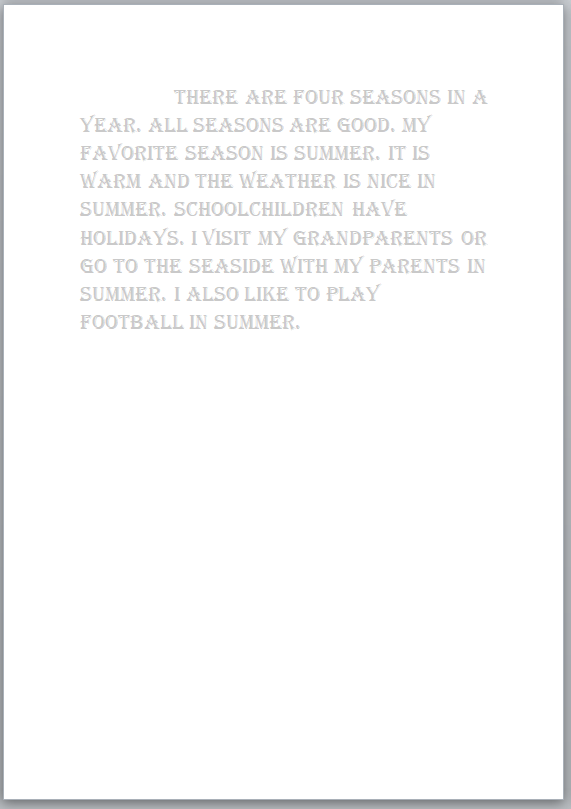 THERE ARE FOUR SEASONS IN A
YEAR. ALL SEASONS ARE GOOD. MY
FAVORITE SEASON IS SUMMER. IT IS
WARM AND THE WEATHER IS NICE IN
SUMMER. SCHOOLCHILDREN HAVE
HOLIDAYS. I VISIT MY GRANDPARENTS OR
GO TO THE SEASIDE WITH MY PARENTS IN
SUMMER. I ALSO LIKE TO PLAY
FOOTBALL IN SUMMER.